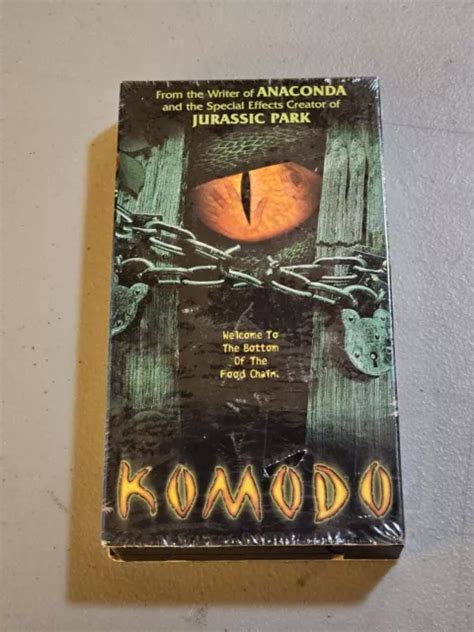 From the Writer of ANACONDA
and the Special Effects Creator of
JURASSIC PARK
Welcome To
The Bottom
Of The
Food Chain.
KOMODO